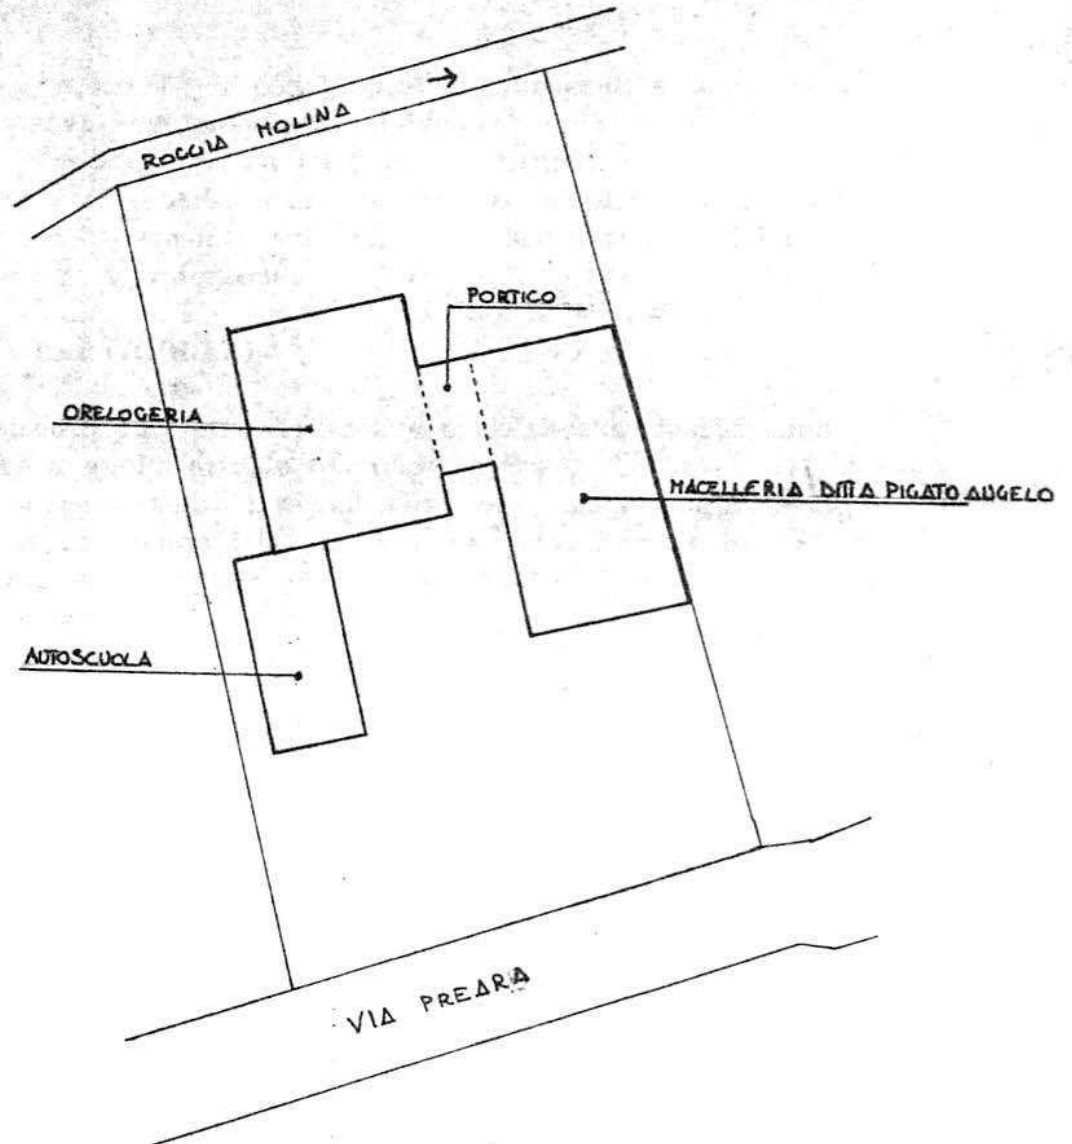 ROGGIA MOLINA
PORTICO
ORELOGERIA
MACELLERIA DITTA PIGATO ANGELO
AUTOSCUOLA
VIA PREARA